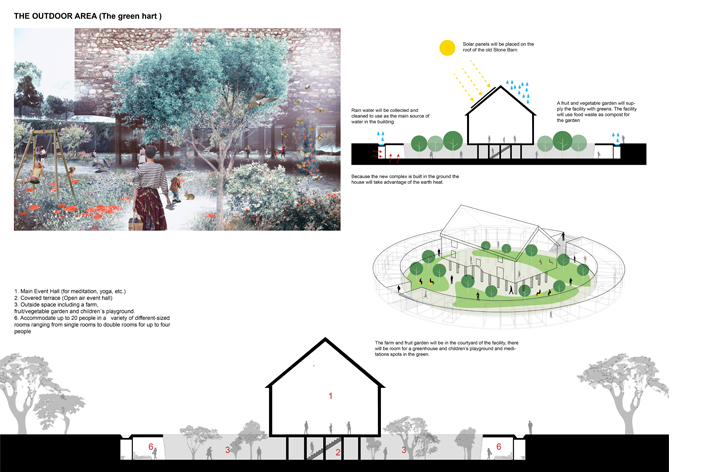 THE OUTDOOR AREA (The green hart )
Solar panels will be placed on the
roof of the old Stone Barn
Rain water will be collected and
cleaned to use as the main source of
water in the building
A fruit and vegetable garden will sup-
ply the facility with greens. The facility
will use food waste as compost for
the garden
Because the new complex is built in the ground the
house will take advantage of the earth heat.
1. Main Event Hall (for meditation, yoga, etc.)
2. Covered terrace (Open air event hall)
3. Outside space including a farm,
fruit/vegetable garden and children´s playground.
6. Accommodate up to 20 people in a variety of different-sized
rooms ranging from single rooms to double rooms for up to four
people
The farm and fruit garden will be in the courtyard of the facility, there
will be room for a greenhouse and children´s playground and medi-
tations spots in the green.
1
6
3
2
3
6